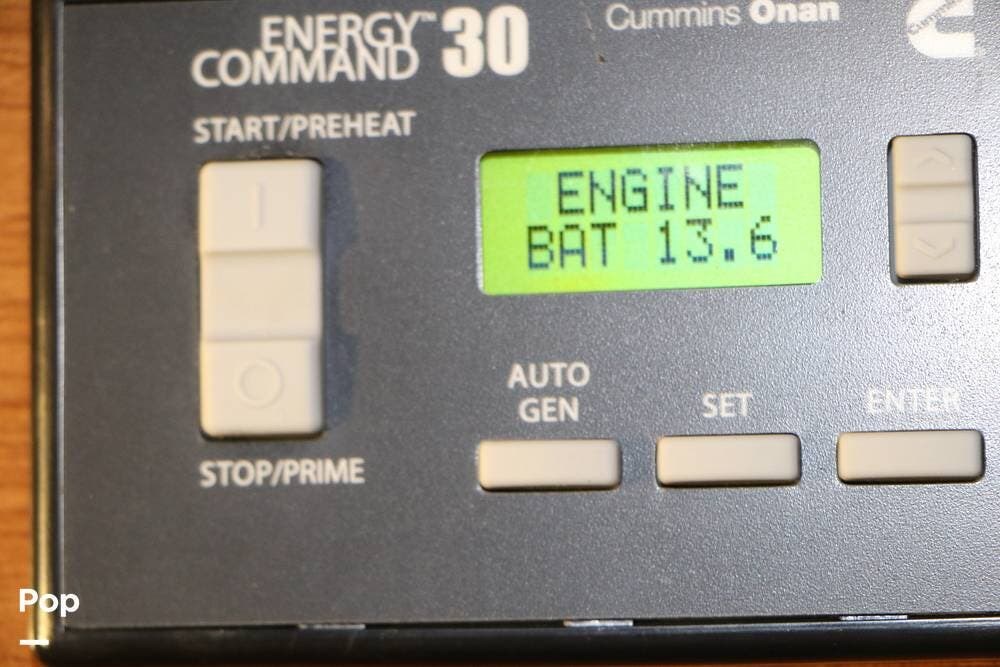 ENERGY™
COMMAND 30
Cummins Onan
START/PREHEAT
ENGINE
BAT 13.6
AUTO
GEN
SET
ENTER
STOP/PRIME
Pop